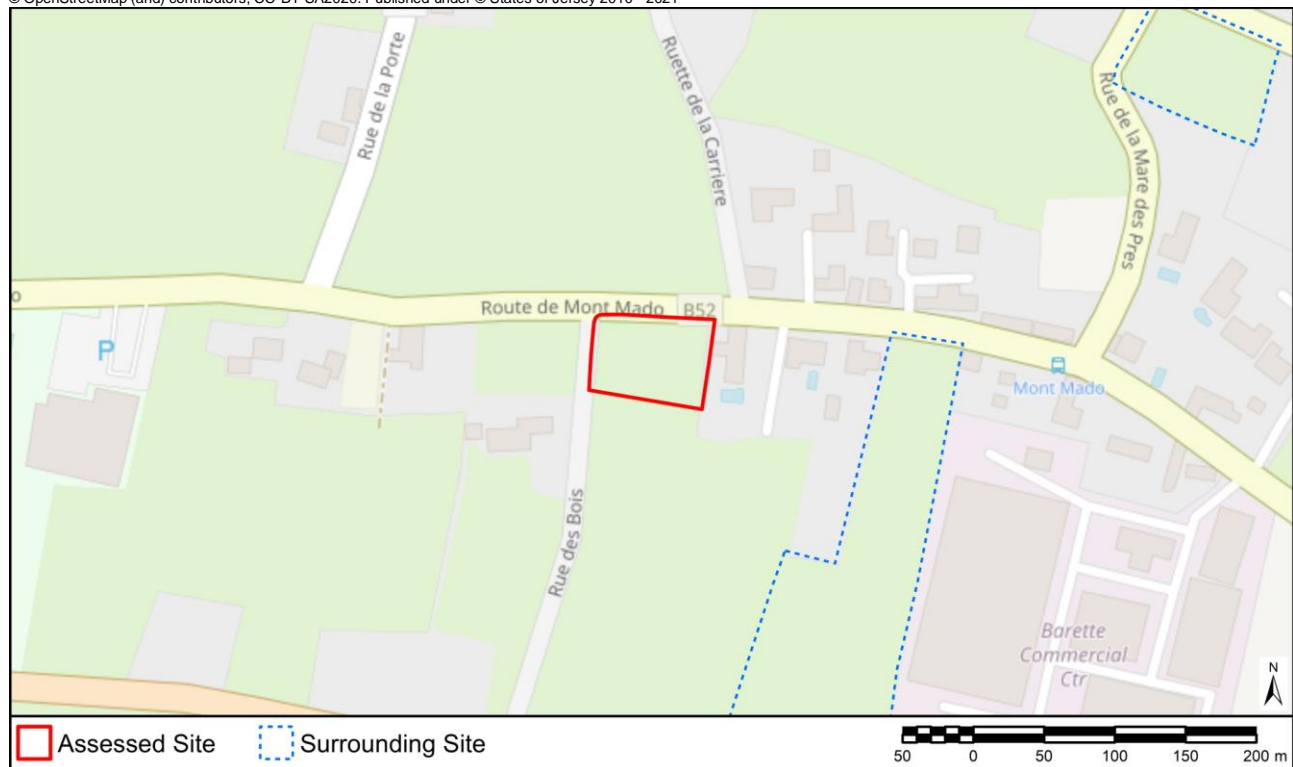 Rue de la Porte
Ruette de la Carriere
Rue de la Mare des Pres
Route de Mont Mado
B52
P
Mont Mado
Rue des Bois
Barette
Commercial
Ctr
N
Assessed Site
Surrounding Site
50 0 50 100 150 200 m